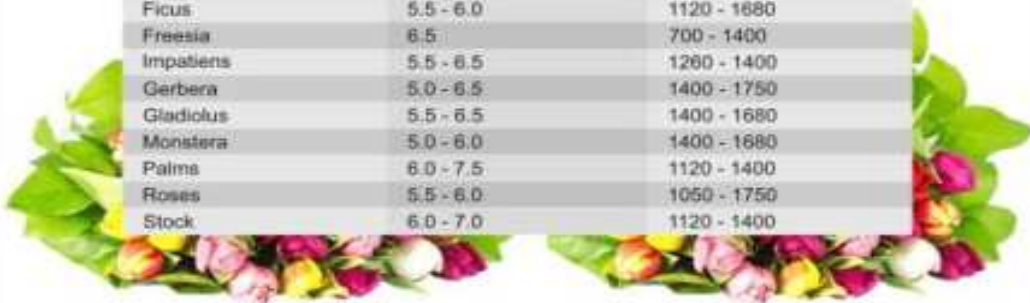 Ficus 5.5 - 6.0 1120 - 1680
Freesia 6.5 700 - 1400
Impatiens 5.5 - 6.5 1260 - 1400
Gerbera 5.0 - 6.5 1400 - 1750
Gladiolus 5.5 - 6.5 1400 - 1680
Monstera 5.0 - 6.0 1400 - 1680
Palms 6.0 - 7.5 1120 - 1400
Roses 5.5 - 6.0 1050 - 1750
Stock 6.0 - 7.0 1120 - 1400